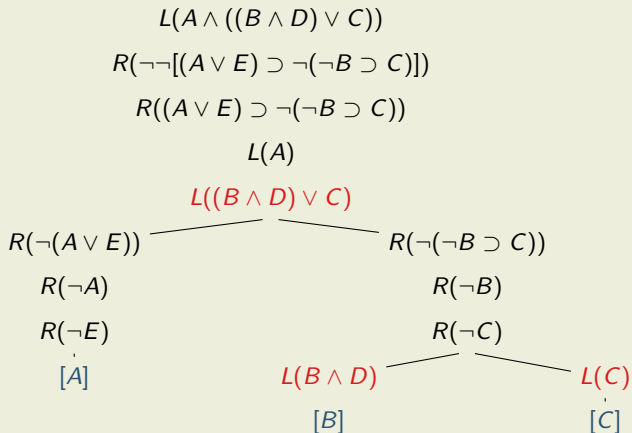 L(A ∧ ((B ∧ D) ∨ C))
R(¬¬[(A ∨ E) ⊃ ¬(¬B ⊃ C)])
R((A ∨ E) ⊃ ¬(¬B ⊃ C))
L(A)
L((B ∧ D) ∨ C)
R(¬(A ∨ E)) R(¬(¬B ⊃ C))
R(¬A) R(¬B)
R(¬E) R(¬C)
[A] L(B ∧ D) L(C)
[B] [C]